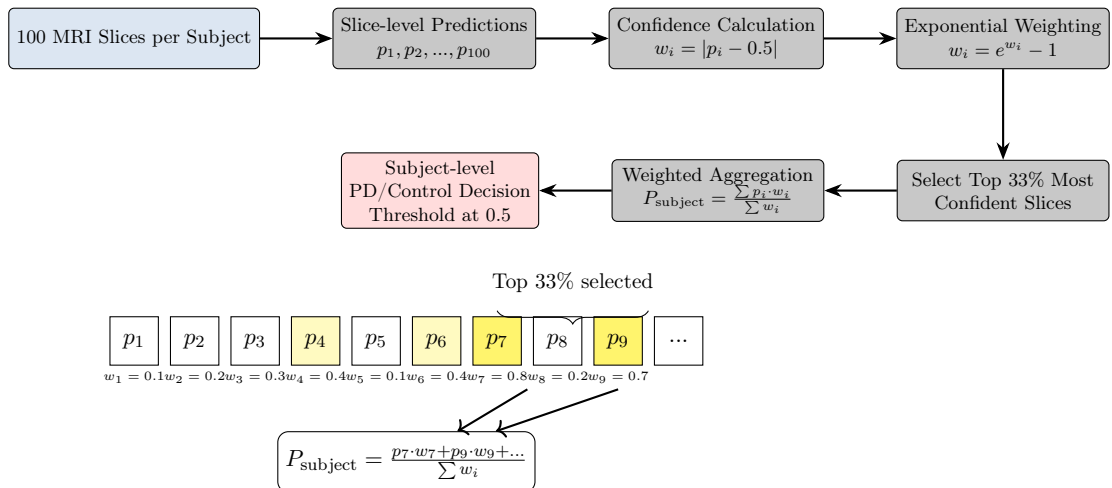 100 MRI Slices per Subject
Slice-level Predictions
p₁, p₂, ..., p₁₀₀
Confidence Calculation
wᵢ = |pᵢ − 0.5|
Exponential Weighting
wᵢ = e^{wᵢ} − 1
Subject-level
PD/Control Decision
Threshold at 0.5
Weighted Aggregation
P_subject = \frac{∑ pᵢ·wᵢ}{∑ wᵢ}
Select Top 33% Most
Confident Slices
Top 33% selected
p₁ p₂ p₃ p₄ p₅ p₆ p₇ p₈ p₉ ...
w₁ = 0.1 w₂ = 0.2 w₃ = 0.3 w₄ = 0.4 w₅ = 0.1 w₆ = 0.4 w₇ = 0.8 w₈ = 0.2 w₉ = 0.7
P_subject = \frac{p₇·w₇+p₉·w₉+...}{∑ wᵢ}